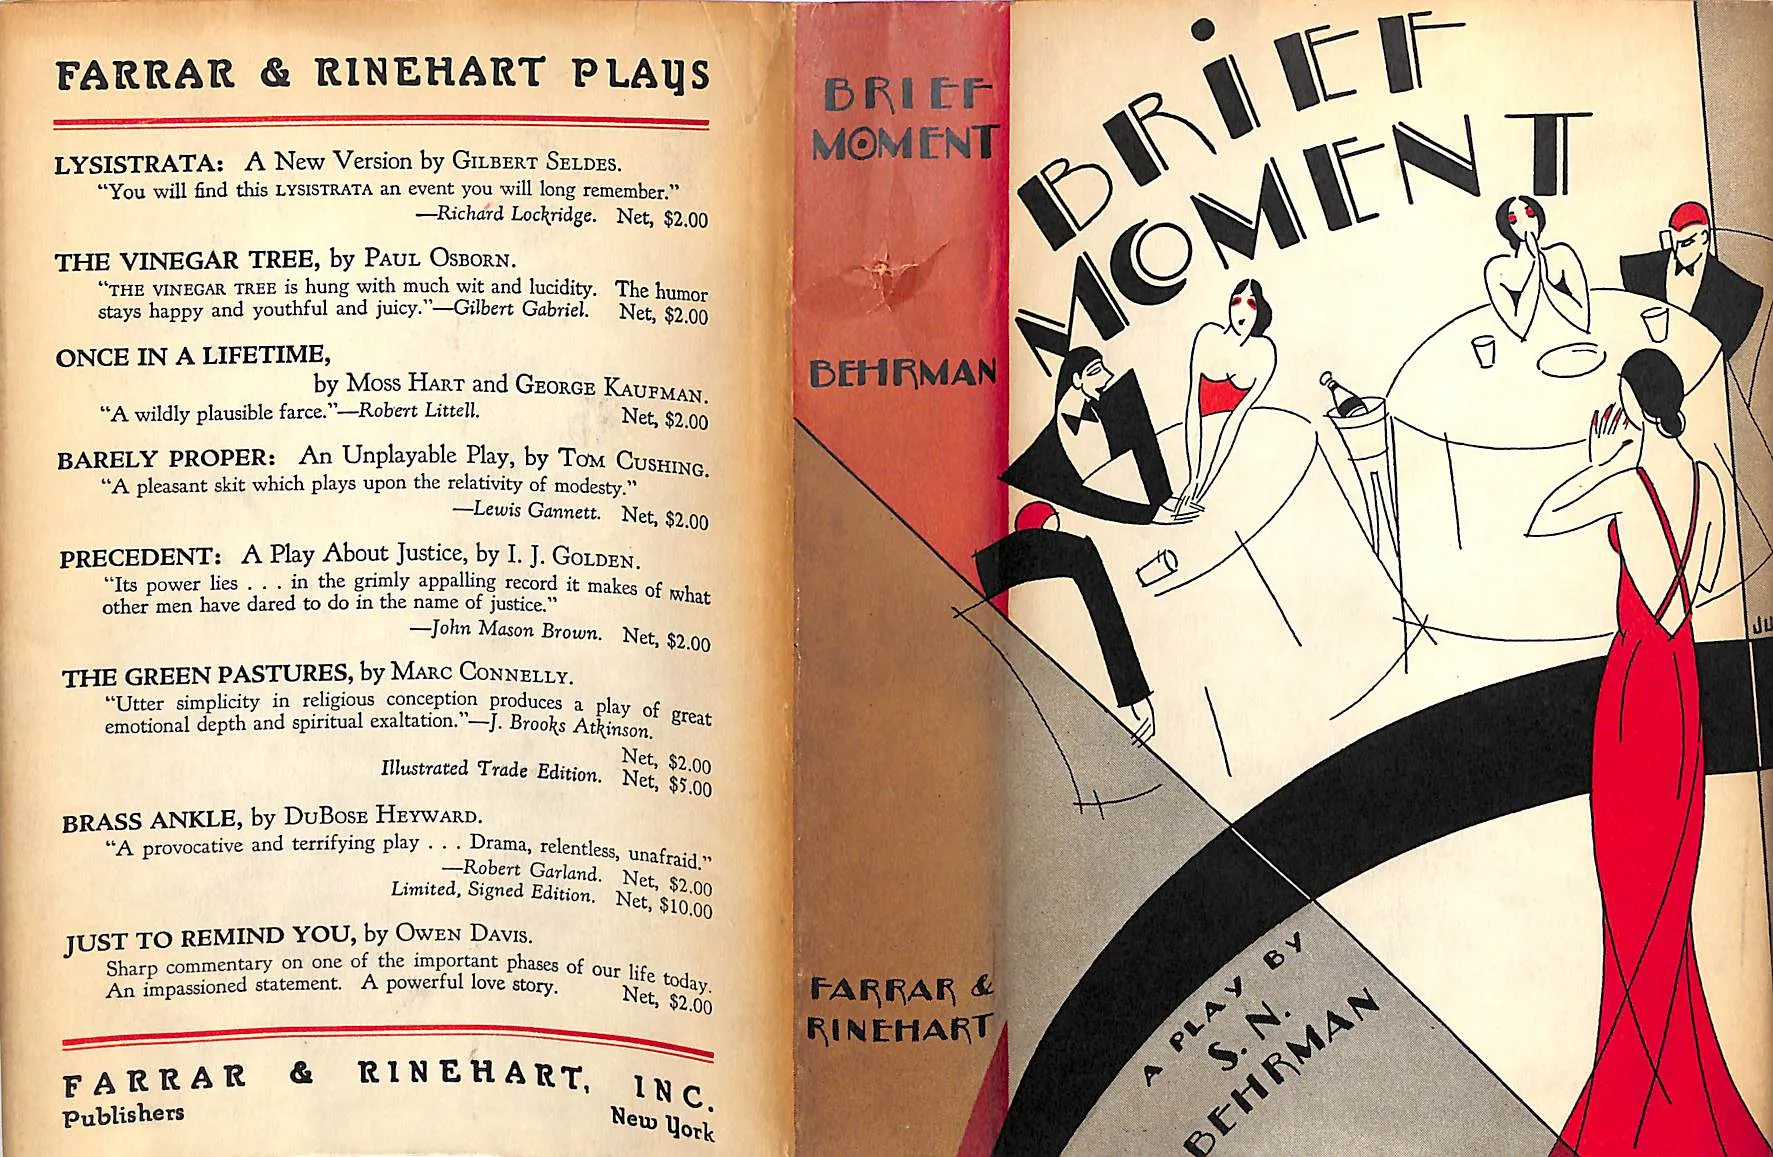 FARRAR & RINEHART PLAYS
LYSISTRATA: A New Version by GILBERT SELDES.
"You will find this LYSISTRATA an event you will long remember."
—Richard Lockridge. Net, $2.00
THE VINEGAR TREE, by PAUL OSBORN.
"THE VINEGAR TREE is hung with much wit and lucidity. The humor
stays happy and youthful and juicy."—Gilbert Gabriel. Net, $2.00
ONCE IN A LIFETIME,
by MOSS HART and GEORGE KAUFMAN.
"A wildly plausible farce."—Robert Littell. Net, $2.00
BARELY PROPER: An Unplayable Play, by TOM CUSHING.
"A pleasant skit which plays upon the relativity of modesty."
—Lewis Gannett. Net, $2.00
PRECEDENT: A Play About Justice, by I. J. GOLDEN.
"Its power lies . . . in the grimly appalling record it makes of what
other men have dared to do in the name of justice."
—John Mason Brown. Net, $2.00
THE GREEN PASTURES, by MARC CONNELLY.
"Utter simplicity in religious conception produces a play of great
emotional depth and spiritual exaltation."—J. Brooks Atkinson.
Net, $2.00
Illustrated Trade Edition. Net, $5.00
BRASS ANKLE, by DUBOSE HEYWARD.
"A provocative and terrifying play . . . Drama, relentless, unafraid."
—Robert Garland. Net, $2.00
Limited, Signed Edition. Net, $10.00
JUST TO REMIND YOU, by OWEN DAVIS.
Sharp commentary on one of the important phases of our life today.
An impassioned statement. A powerful love story. Net, $2.00
FARRAR & RINEHART, INC.
Publishers New York
BRIEF
MOMENT
BEHRMAN
FARRAR &
RINEHART
BRIEF
MOMENT
A PLAY BY
S. N.
BEHRMAN